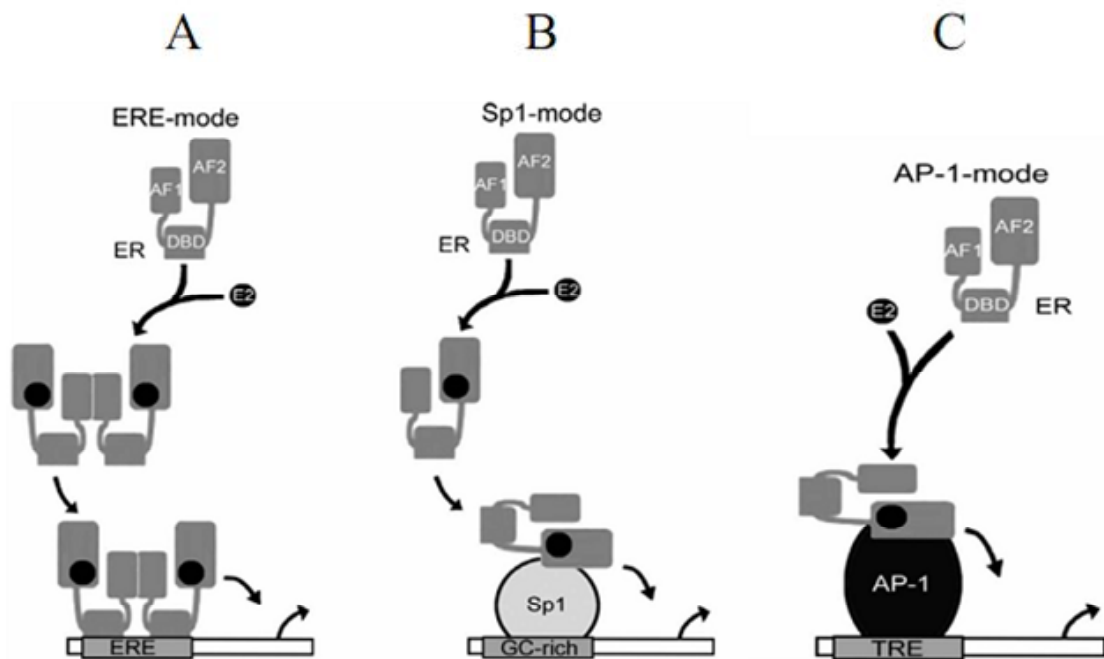 A
B
C
ERE-mode
AF1
AF2
DBD
ER
E2
ERE
Sp1-mode
AF1
AF2
DBD
ER
E2
Sp1
GC-rich
AP-1-mode
AF1
AF2
DBD
ER
E2
AP-1
TRE